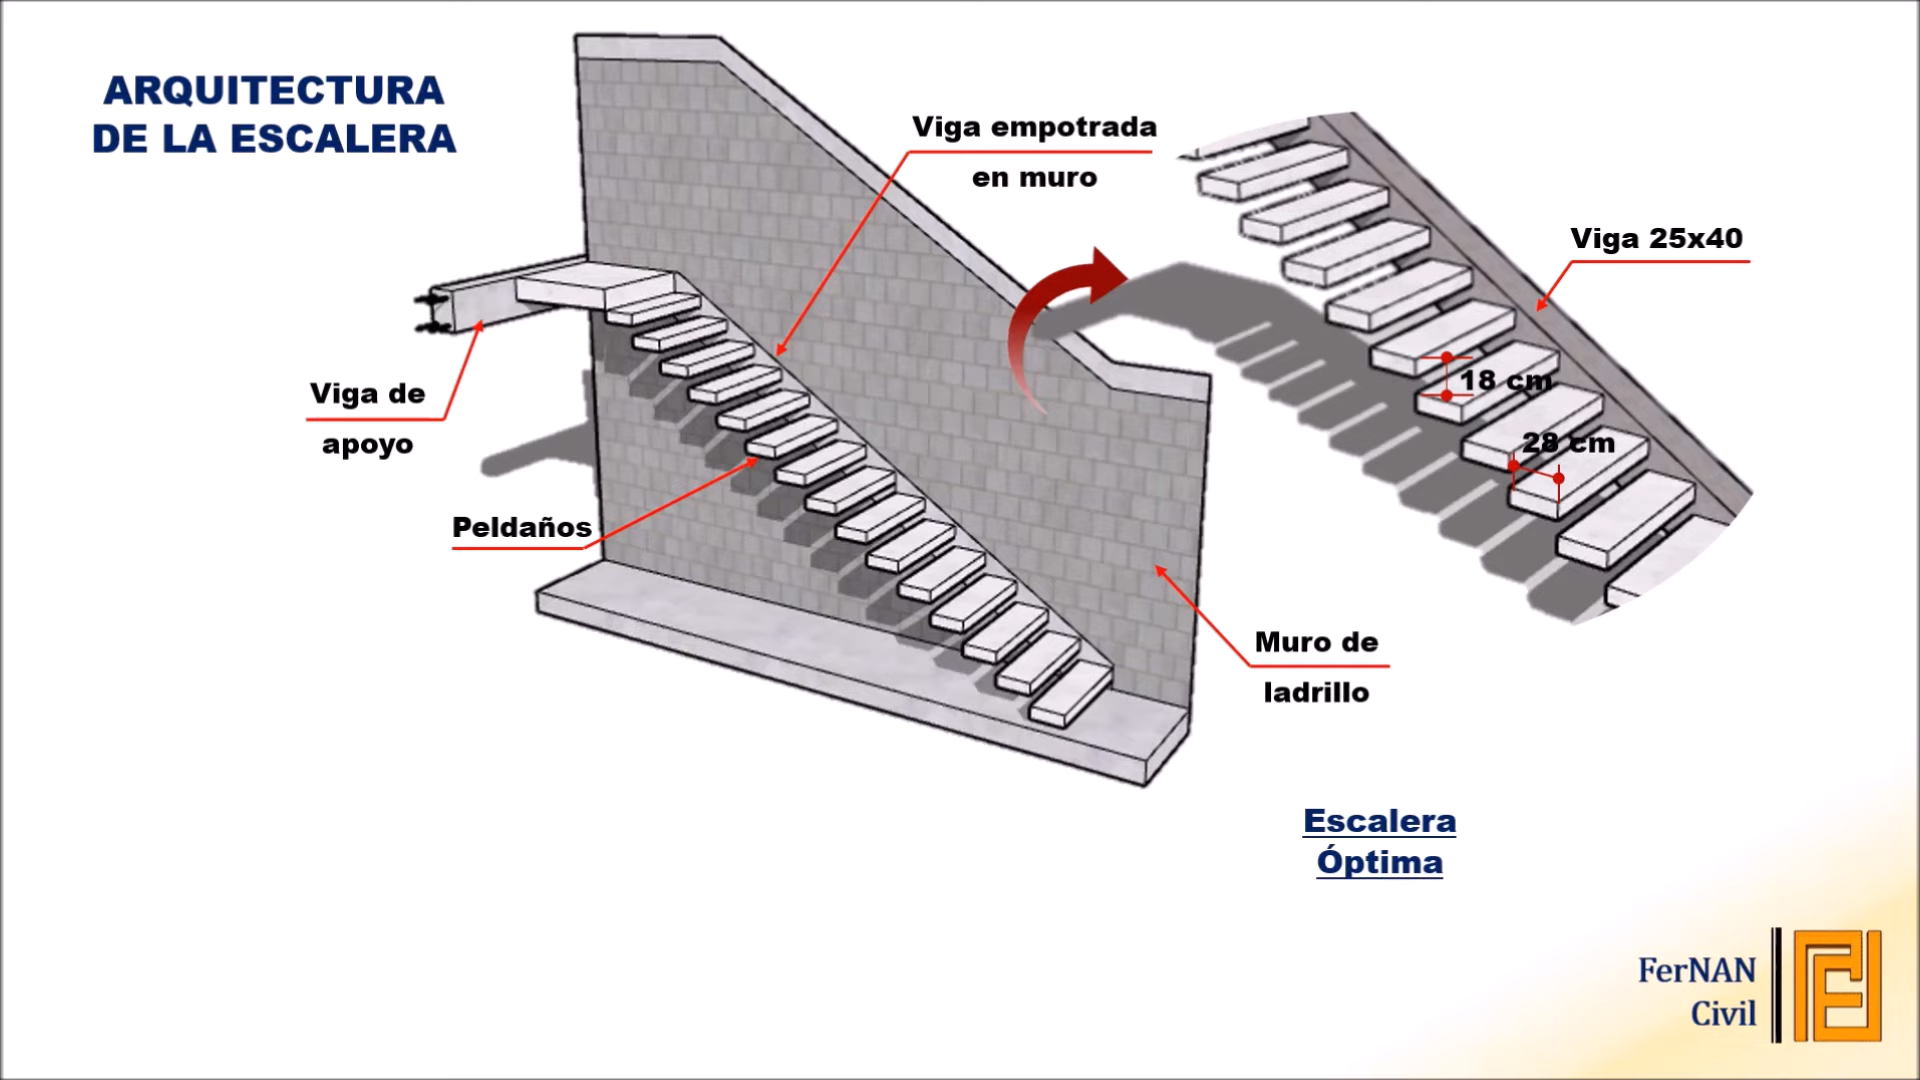 ARQUITECTURA
DE LA ESCALERA
Viga empotrada
en muro
Viga 25x40
18 cm
28 cm
Viga de
apoyo
Peldaños
Muro de
ladrillo
Escalera
Óptima
FerNAN
Civil